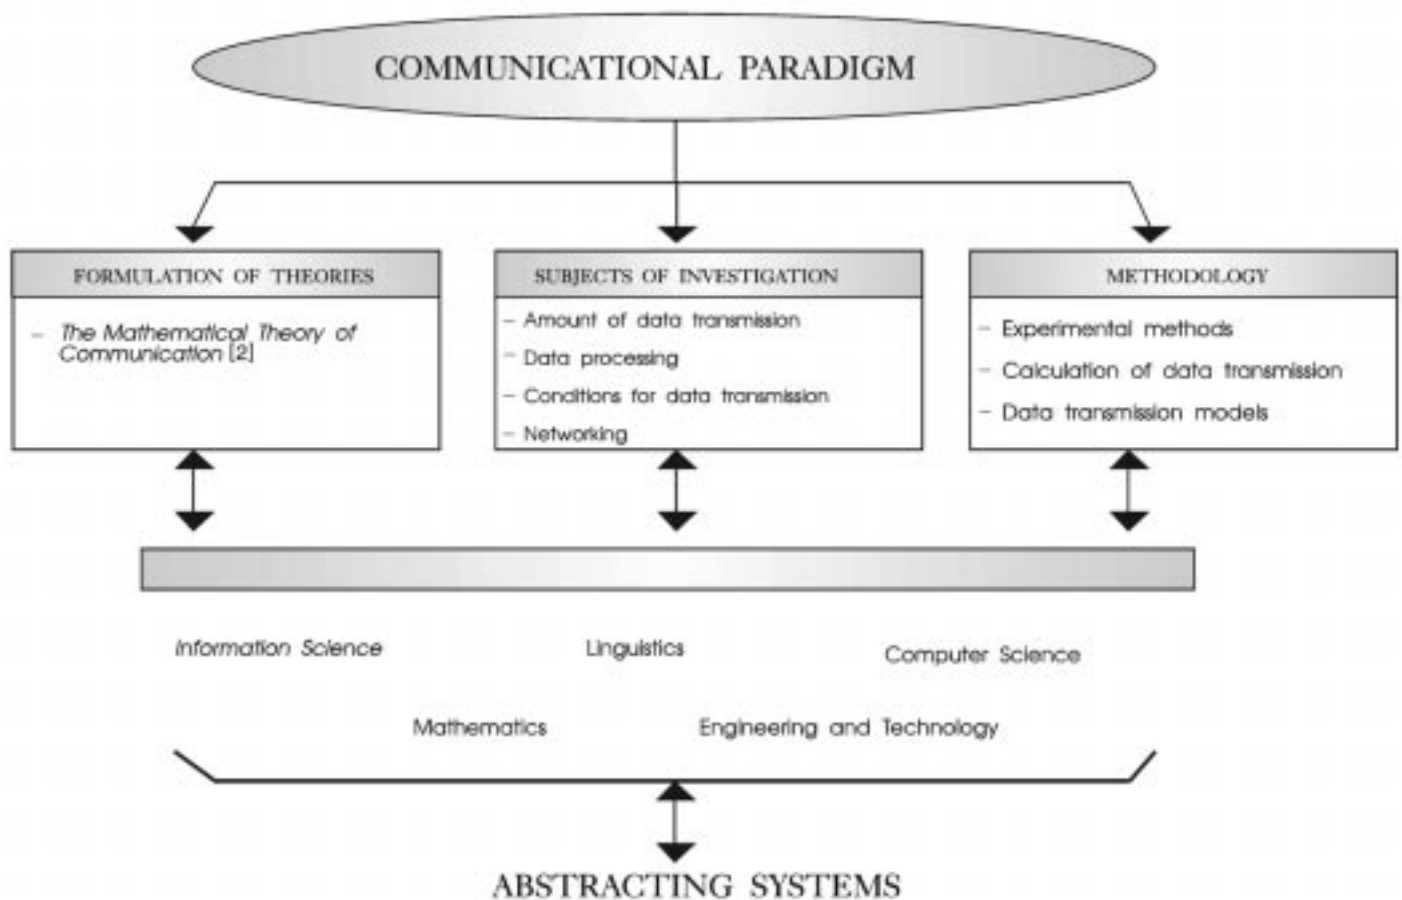 COMMUNICATIONAL PARADIGM
FORMULATION OF THEORIES
– The Mathematical Theory of
Communication [2]
SUBJECTS OF INVESTIGATION
– Amount of data transmission
– Data processing
– Conditions for data transmission
– Networking
METHODOLOGY
– Experimental methods
– Calculation of data transmission
– Data transmission models
Information Science
Linguistics
Computer Science
Mathematics
Engineering and Technology
ABSTRACTING SYSTEMS